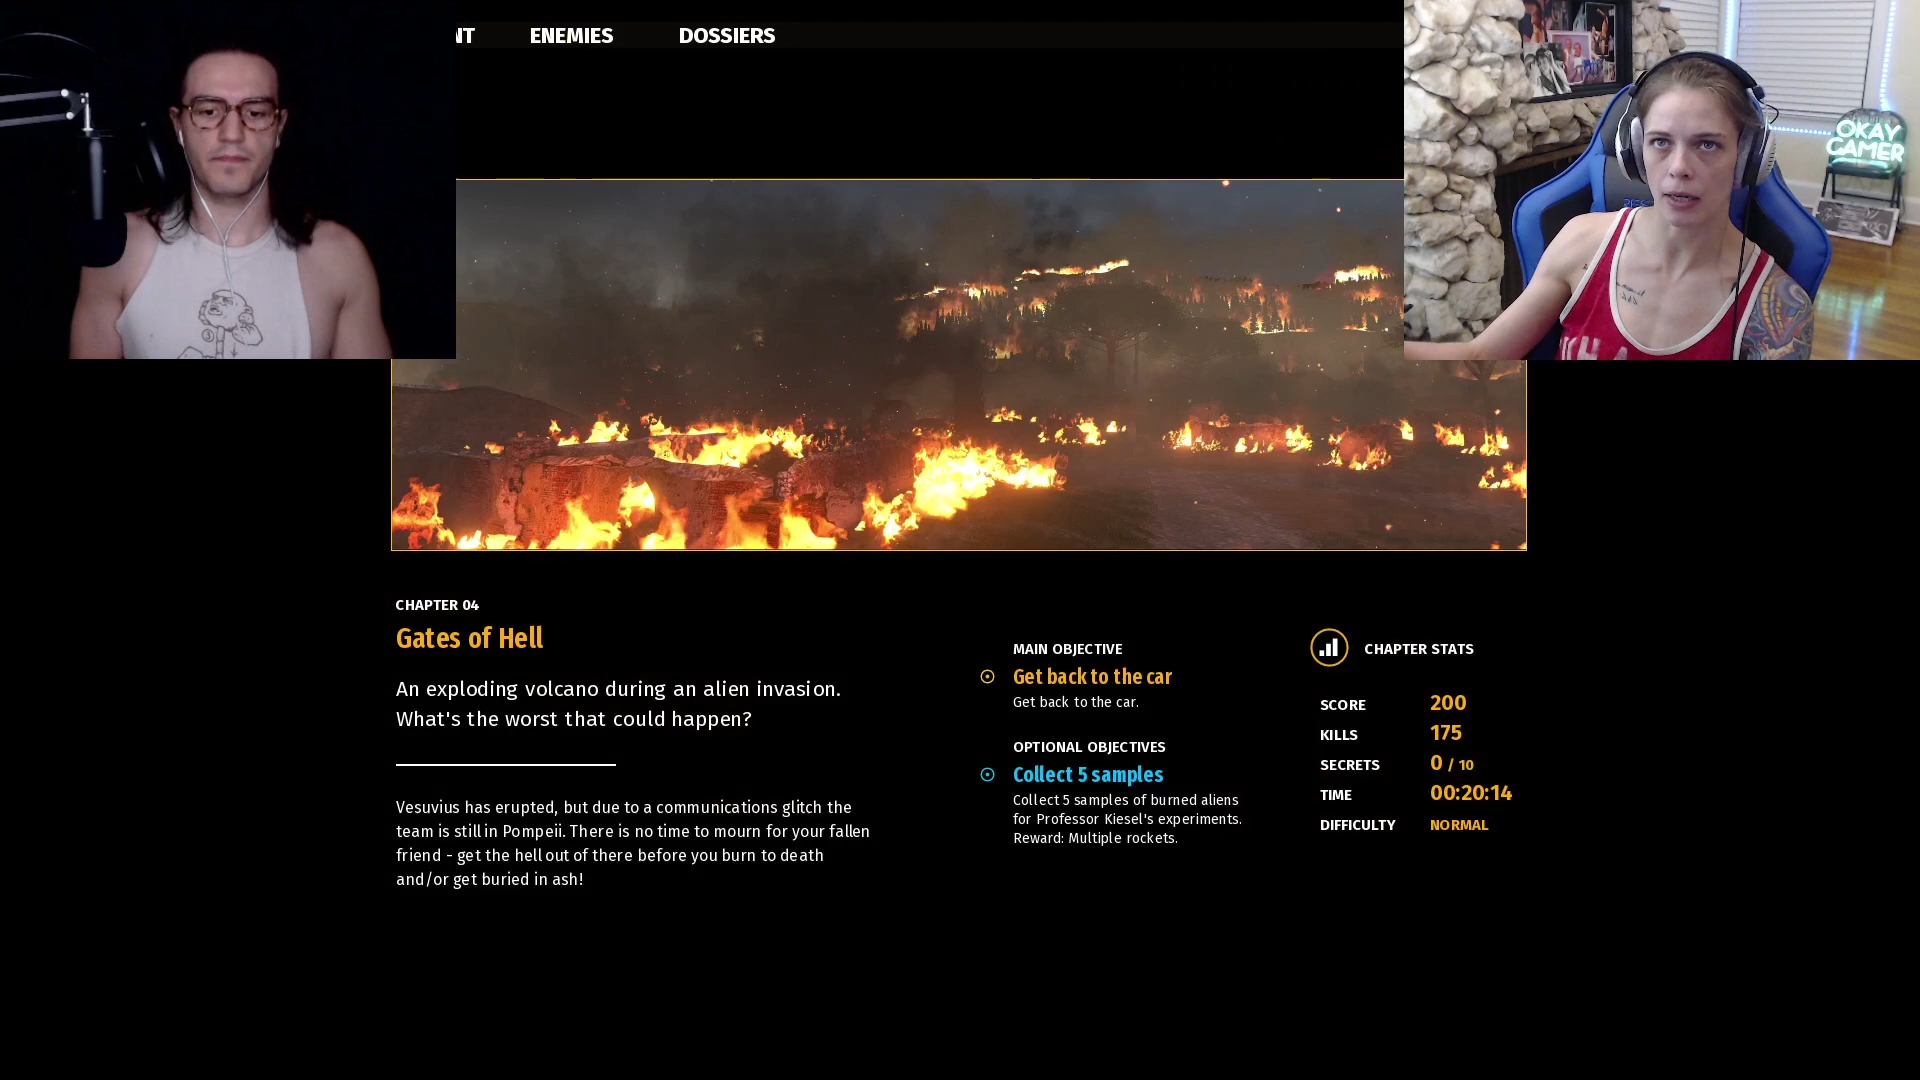 NT ENEMIES DOSSIERS
OKAY
GAMER
CHAPTER 04
Gates of Hell
An exploding volcano during an alien invasion.
What's the worst that could happen?
Vesuvius has erupted, but due to a communications glitch the
team is still in Pompeii. There is no time to mourn for your fallen
friend - get the hell out of there before you burn to death
and/or get buried in ash!
MAIN OBJECTIVE
Get back to the car
Get back to the car.
OPTIONAL OBJECTIVES
Collect 5 samples
Collect 5 samples of burned aliens
for Professor Kiesel's experiments.
Reward: Multiple rockets.
CHAPTER STATS
SCORE 200
KILLS 175
SECRETS 0 / 10
TIME 00:20:14
DIFFICULTY NORMAL